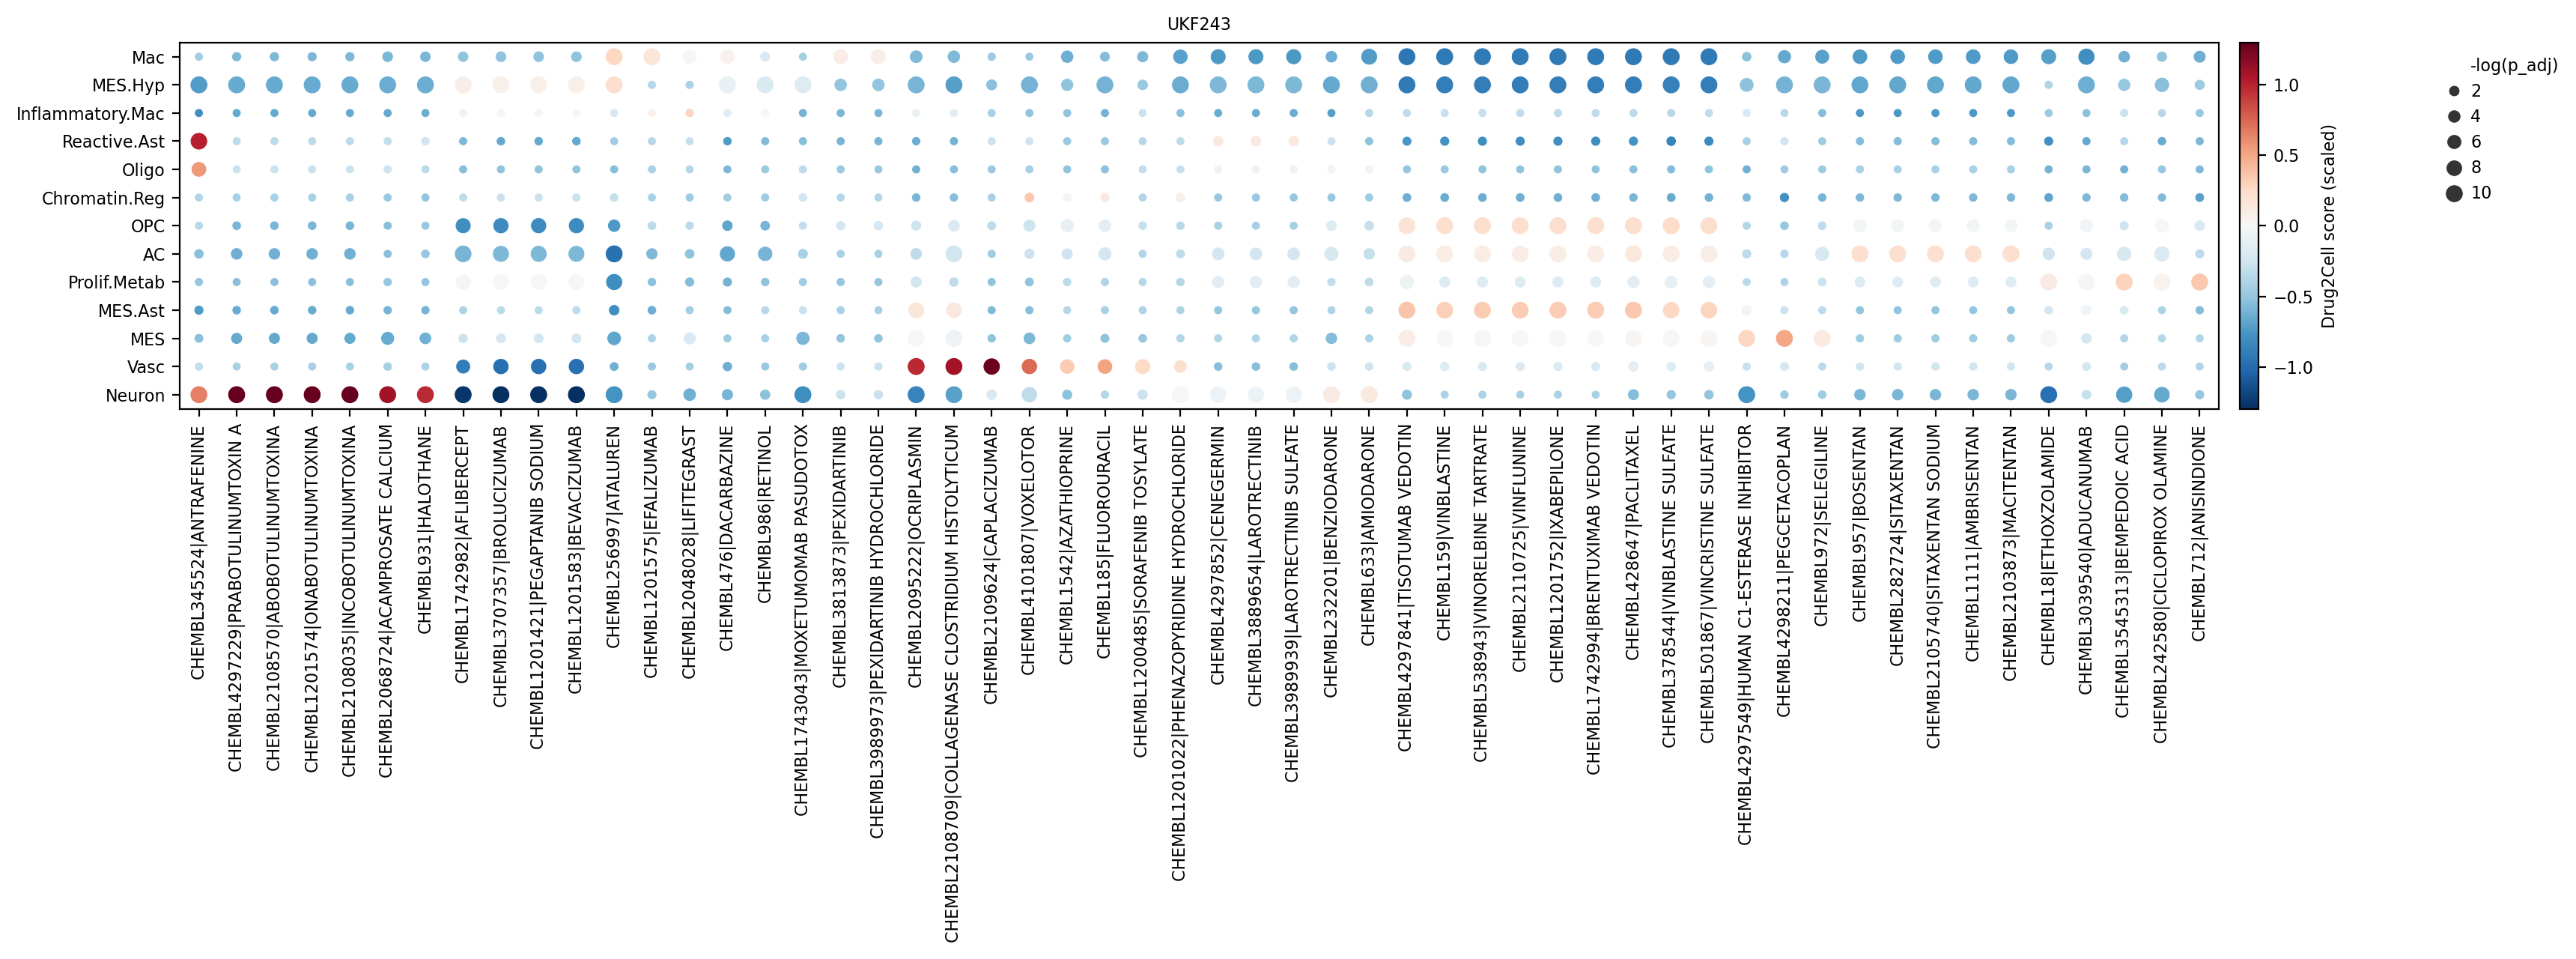 UKF243
Mac
MES.Hyp
Inflammatory.Mac
Reactive.Ast
Oligo
Chromatin.Reg
OPC
AC
Prolif.Metab
MES.Ast
MES
Vasc
Neuron
CHEMBL345524|ANTRAFENINE
CHEMBL4297229|PRABOTULINUMTOXIN A
CHEMBL2108570|ABOBOTULINUMTOXINA
CHEMBL1201574|ONABOTULINUMTOXINA
CHEMBL2108035|INCOBOTULINUMTOXINA
CHEMBL2068724|ACAMPROSATE CALCIUM
CHEMBL931|HALOTHANE
CHEMBL1742982|AFLIBERCEPT
CHEMBL3707357|BROLUCIZUMAB
CHEMBL1201421|PEGAPTANIB SODIUM
CHEMBL1201583|BEVACIZUMAB
CHEMBL256997|ATALUREN
CHEMBL1201575|EFALIZUMAB
CHEMBL2048028|LIFITEGRAST
CHEMBL476|DACARBAZINE
CHEMBL986|RETINOL
CHEMBL1743043|MOXETUMOMAB PASUDOTOX
CHEMBL3813873|PEXIDARTINIB
CHEMBL3989973|PEXIDARTINIB HYDROCHLORIDE
CHEMBL2095222|OCRIPLASMIN
CHEMBL2108709|COLLAGENASE CLOSTRIDIUM HISTOLYTICUM
CHEMBL2109624|CAPLACIZUMAB
CHEMBL4101807|VOXELOTOR
CHEMBL1542|AZATHIOPRINE
CHEMBL185|FLUOROURACIL
CHEMBL1200485|SORAFENIB TOSYLATE
CHEMBL1201022|PHENAZOPYRIDINE HYDROCHLORIDE
CHEMBL4297852|CENEGERMIN
CHEMBL3889654|LAROTRECTINIB
CHEMBL3989939|LAROTRECTINIB SULFATE
CHEMBL232201|BENZIODARONE
CHEMBL633|AMIODARONE
CHEMBL4297841|TISOTUMAB VEDOTIN
CHEMBL159|VINBLASTINE
CHEMBL553894​3|VINORELBINE TARTRATE
CHEMBL2110725|VINFLUNINE
CHEMBL1201752|IXABEPILONE
CHEMBL1742994|BRENTUXIMAB VEDOTIN
CHEMBL428647|PACLITAXEL
CHEMBL378544|VINBLASTINE SULFATE
CHEMBL501867|VINCRISTINE SULFATE
CHEMBL4297549|HUMAN C1-ESTERASE INHIBITOR
CHEMBL4298211|PEGCETACOPLAN
CHEMBL972|SELEGILINE
CHEMBL957|BOSENTAN
CHEMBL282724|SITAXENTAN
CHEMBL2105740|SITAXENTAN SODIUM
CHEMBL1111|AMBRISENTAN
CHEMBL2103873|MACITENTAN
CHEMBL18|ETHOXZOLAMIDE
CHEMBL3039540|ADUCANUMAB
CHEMBL3545313|BEMPEDOIC ACID
CHEMBL242580|CICLOPIROX OLAMINE
CHEMBL712|ANISINDIONE
1.0
0.5
0.0
−0.5
−1.0
Drug2Cell score (scaled)
-log(p_adj)
2
4
6
8
10